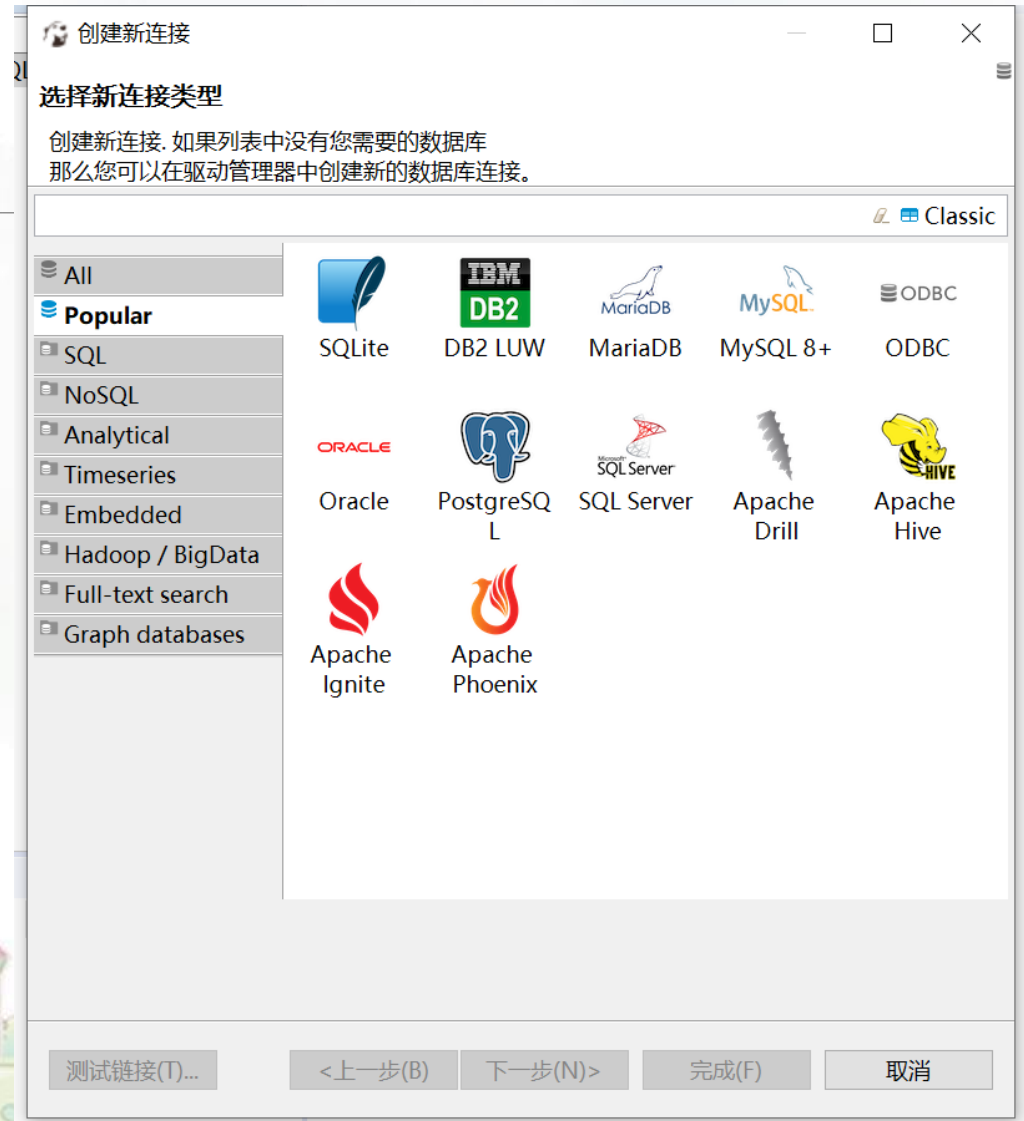 创建新连接
选择新连接类型
创建新连接. 如果列表中没有您需要的数据库
那么您可以在驱动管理器中创建新的数据库连接。
Classic
All
Popular
SQL
NoSQL
Analytical
Timeseries
Embedded
Hadoop / BigData
Full-text search
Graph databases
IBM
DB2
MariaDB
MySQL
ODBC
SQLite
DB2 LUW
MariaDB
MySQL 8+
ODBC
ORACLE
Microsoft
SQL Server
HIVE
Oracle
PostgreSQ
L
SQL Server
Apache
Drill
Apache
Hive
Apache
Ignite
Apache
Phoenix
测试链接(T)...
<上一步(B)
下一步(N)>
完成(F)
取消